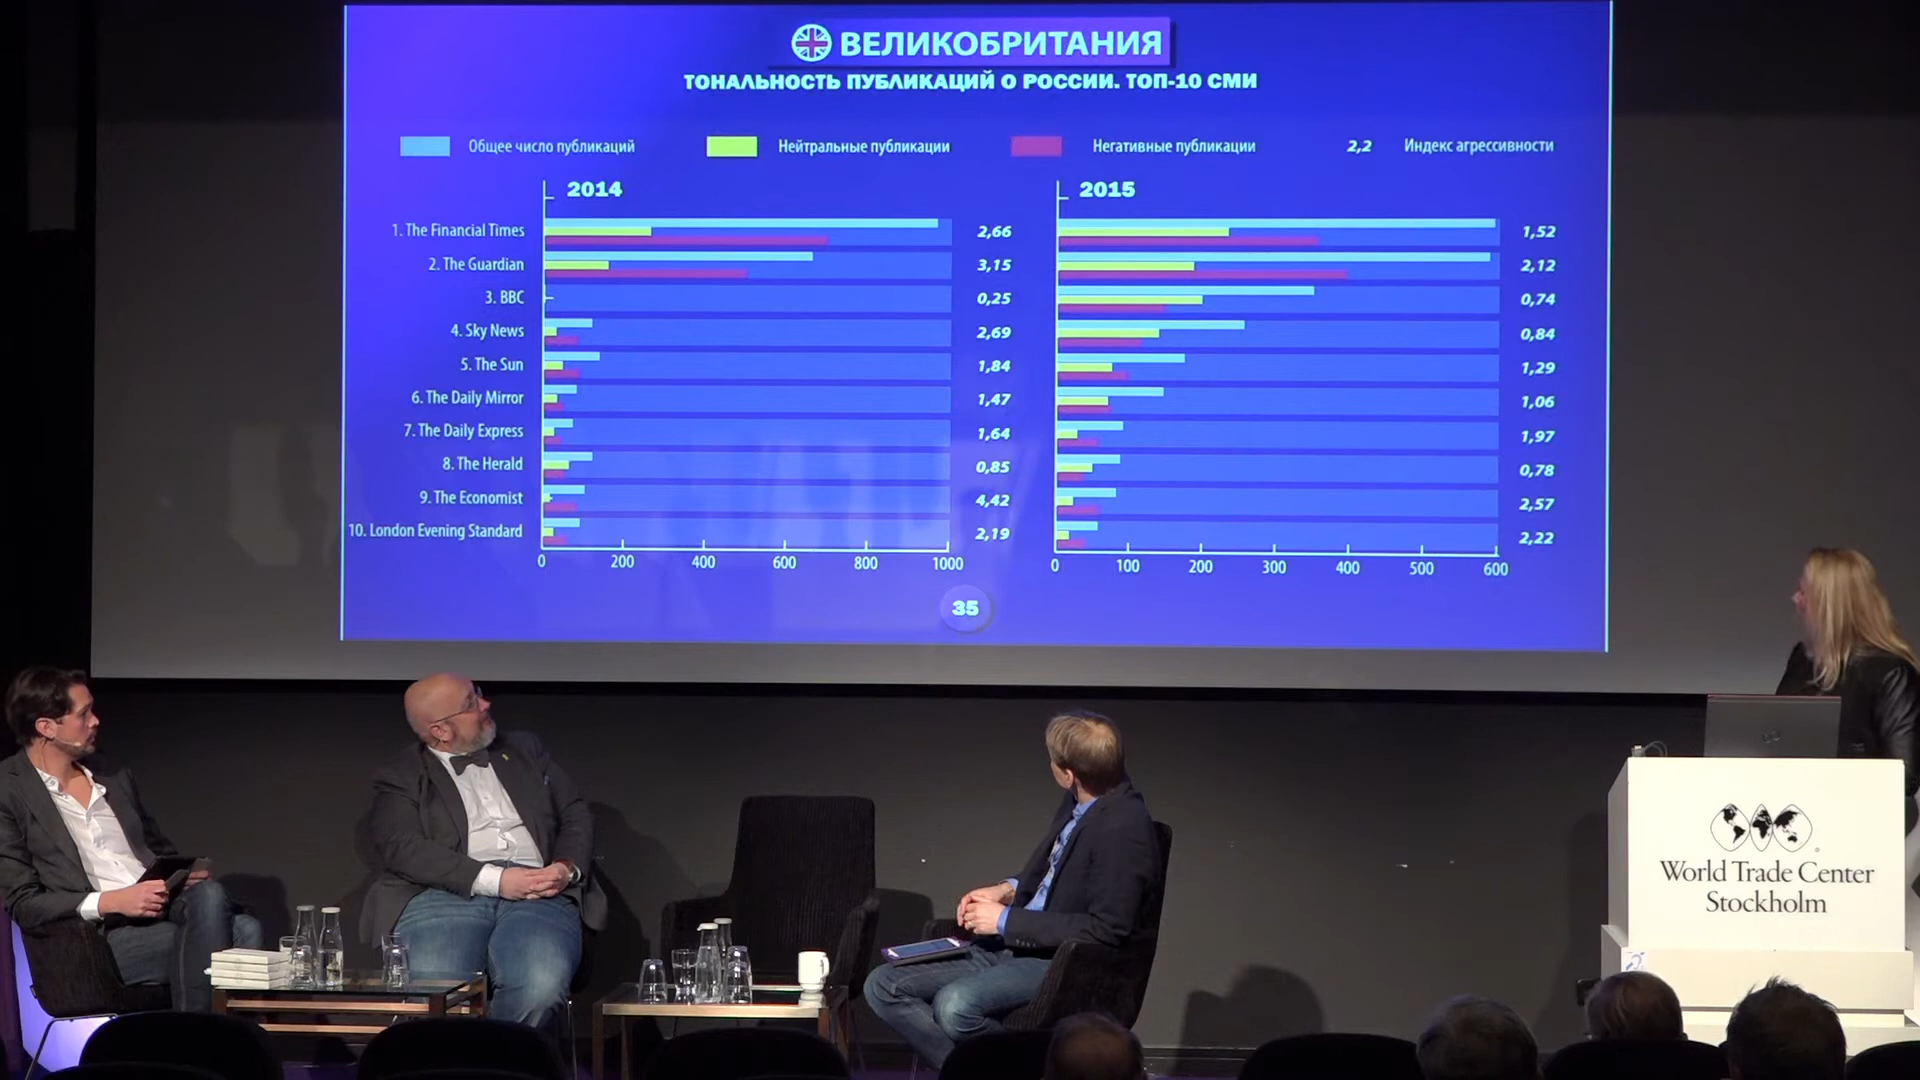 ВЕЛИКОБРИТАНИЯ
ТОНАЛЬНОСТЬ ПУБЛИКАЦИЙ О РОССИИ. ТОП-10 СМИ
Общее число публикаций
Нейтральные публикации
Негативные публикации
2,2 Индекс агрессивности
2014
1. The Financial Times 2,66
2. The Guardian 3,15
3. BBC 0,25
4. Sky News 2,69
5. The Sun 1,84
6. The Daily Mirror 1,47
7. The Daily Express 1,64
8. The Herald 0,85
9. The Economist 4,42
10. London Evening Standard 2,19
0 200 400 600 800 1000
2015
1,52
2,12
0,74
0,84
1,29
1,06
1,97
0,78
2,57
2,22
0 100 200 300 400 500 600
35
World Trade Center
Stockholm